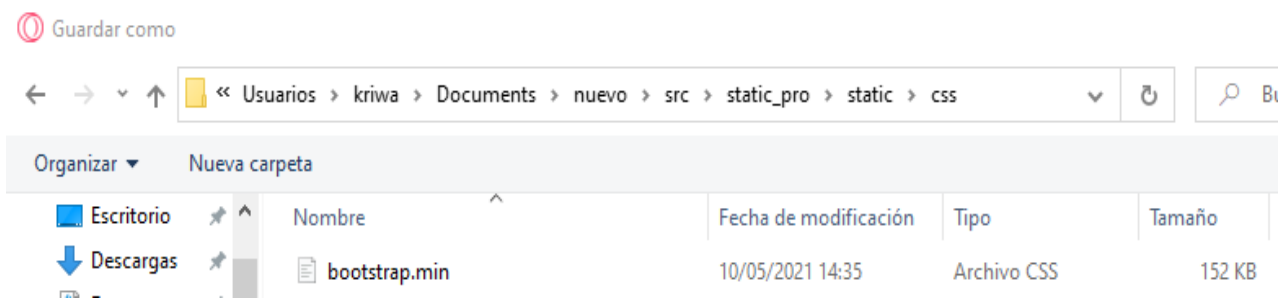 Guardar como
« Usuarios > kriwa > Documents > nuevo > src > static_pro > static > css
Organizar Nueva carpeta
Escritorio
Descargas
Nombre Fecha de modificación Tipo Tamaño
bootstrap.min 10/05/2021 14:35 Archivo CSS 152 KB